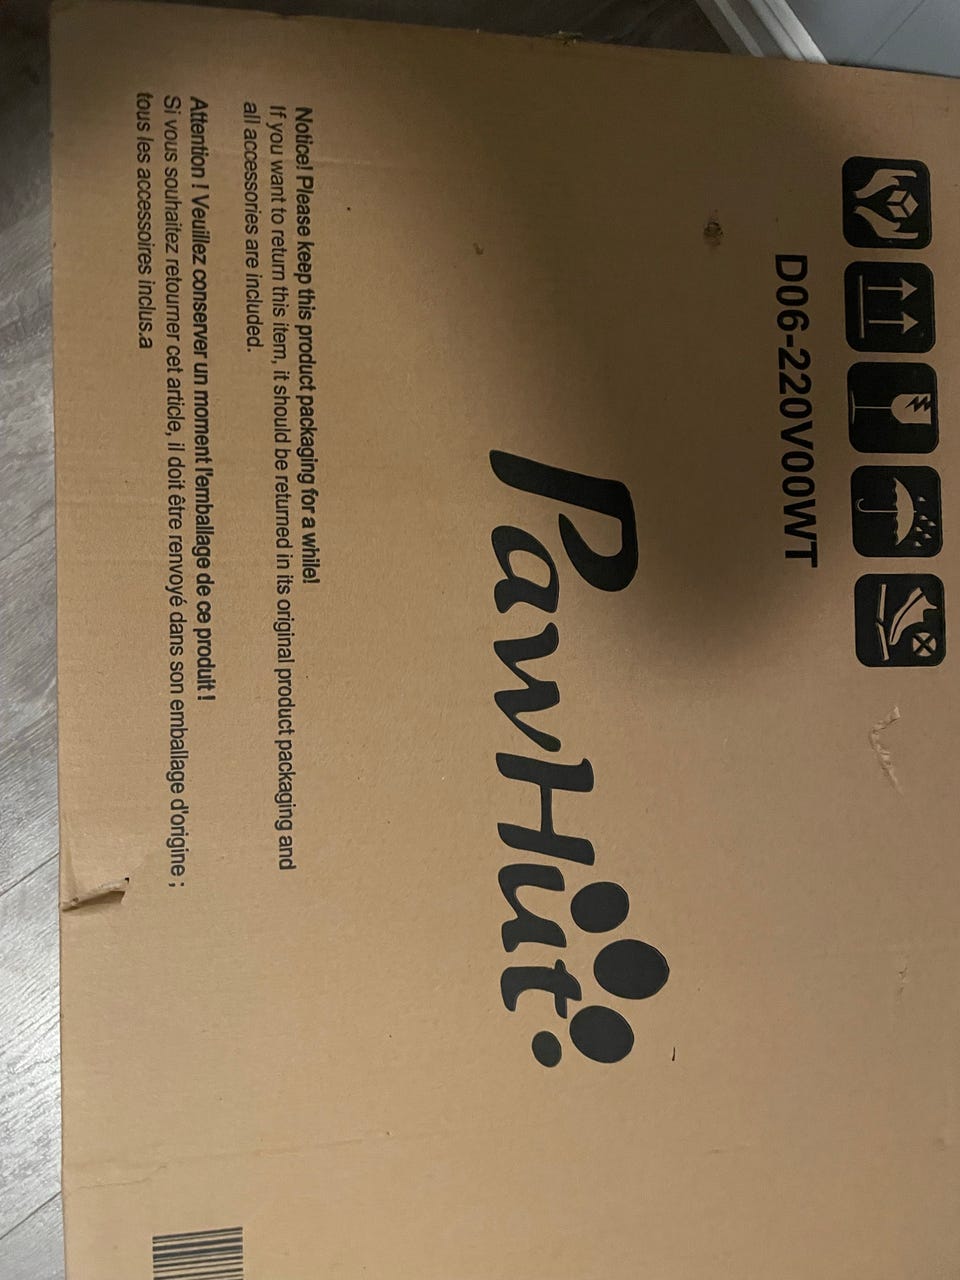 D06-220V00WT
PawHut
Notice! Please keep this product packaging for a while!
If you want to return this item, it should be returned in its original product packaging and
all accessories are included.
Attention ! Veuillez conserver un moment l'emballage de ce produit !
Si vous souhaitez retourner cet article, il doit être renvoyé dans son emballage d'origine ;
tous les accessoires inclus.a